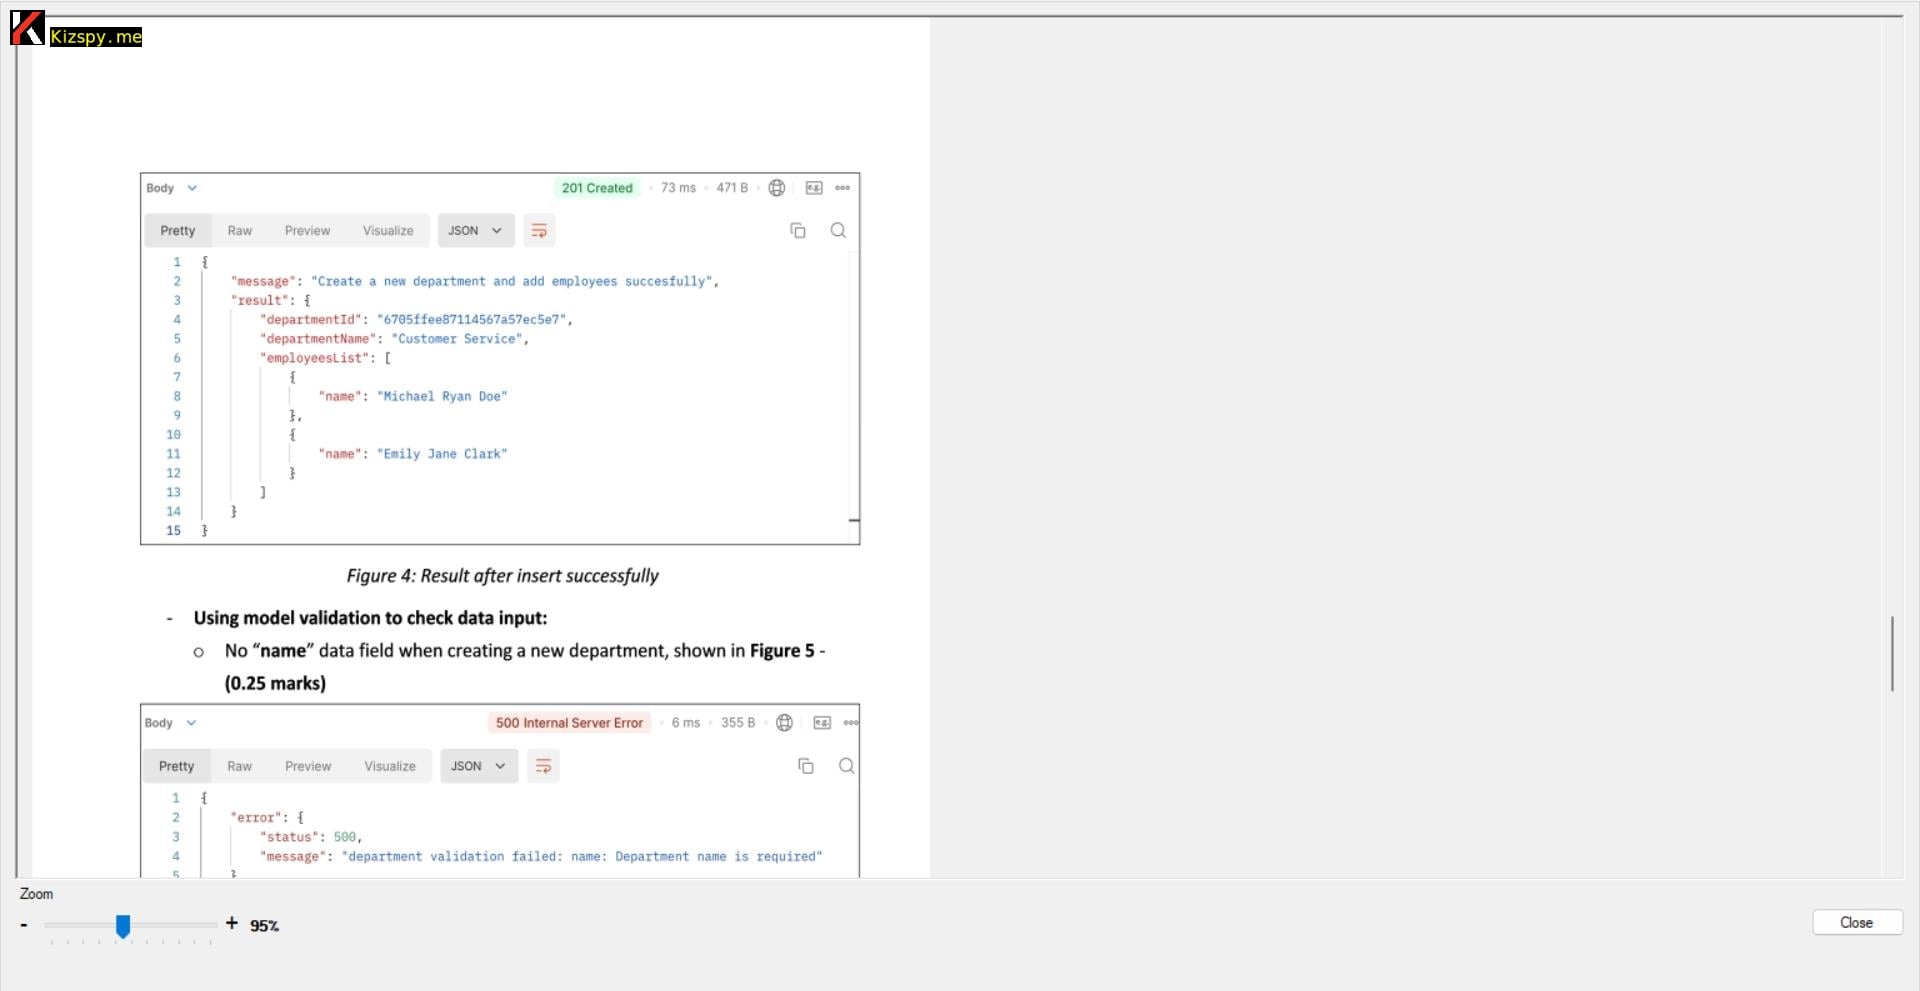 Kizspy.me
Body 201 Created 73 ms 471 B e.g.
Pretty Raw Preview Visualize JSON
1 {
2 "message": "Create a new department and add employees succesfully",
3 "result": {
4 "departmentId": "6705ffee87114567a57ec5e7",
5 "departmentName": "Customer Service",
6 "employeesList": [
7 {
8 "name": "Michael Ryan Doe"
9 },
10 {
11 "name": "Emily Jane Clark"
12 }
13 ]
14 }
15 }
Figure 4: Result after insert successfully
- Using model validation to check data input:
o No “name” data field when creating a new department, shown in Figure 5 -
(0.25 marks)
Body 500 Internal Server Error 6 ms 355 B e.g.
Pretty Raw Preview Visualize JSON
1 {
2 "error": {
3 "status": 500,
4 "message": "department validation failed: name: Department name is required"
5 }
Zoom
- + 95%
Close